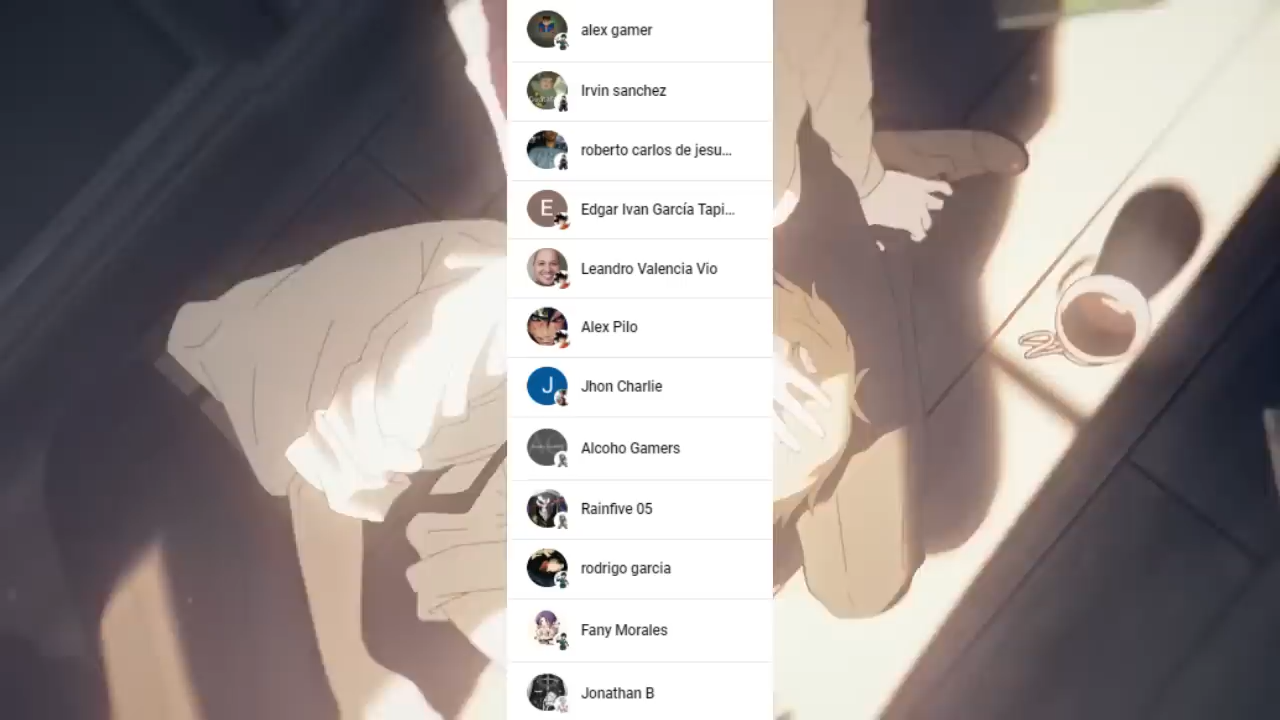 alex gamer
Irvin sanchez
roberto carlos de jesu...
E
Edgar Ivan García Tapi...
Leandro Valencia Vio
Alex Pilo
J
Jhon Charlie
Alcoho Gamers
Rainfive 05
rodrigo garcia
Fany Morales
Jonathan B